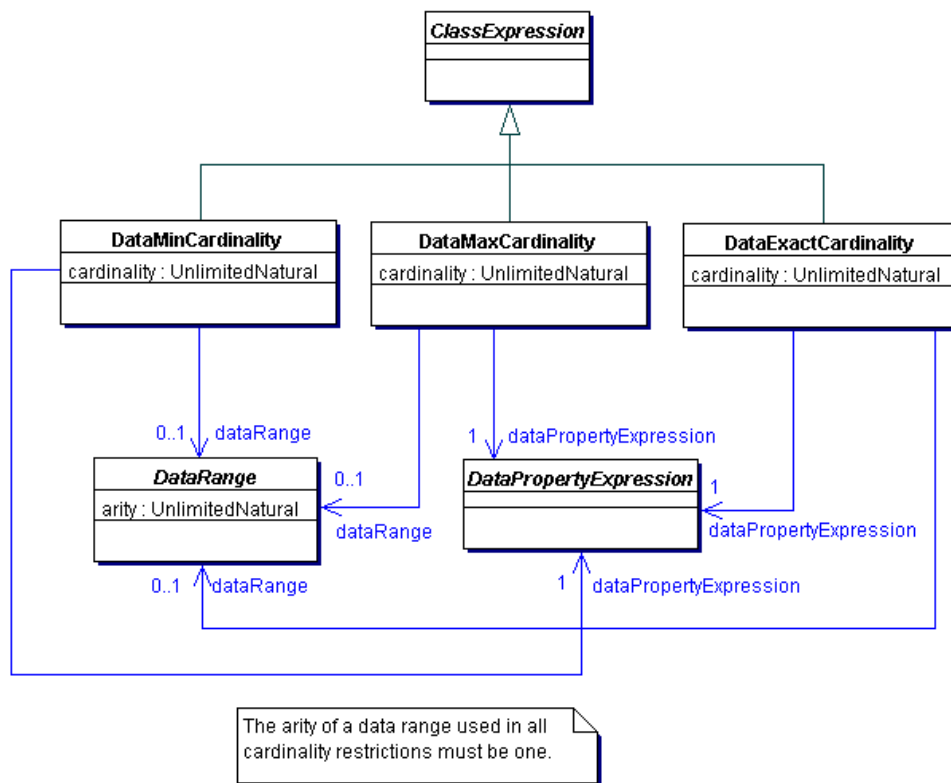 ClassExpression
DataMinCardinality
cardinality : UnlimitedNatural
DataMaxCardinality
cardinality : UnlimitedNatural
DataExactCardinality
cardinality : UnlimitedNatural
0..1 dataRange
1 dataPropertyExpression
DataRange
arity : UnlimitedNatural
0..1
dataRange
DataPropertyExpression
1
dataPropertyExpression
0..1 dataRange
1 dataPropertyExpression
The arity of a data range used in all
cardinality restrictions must be one.